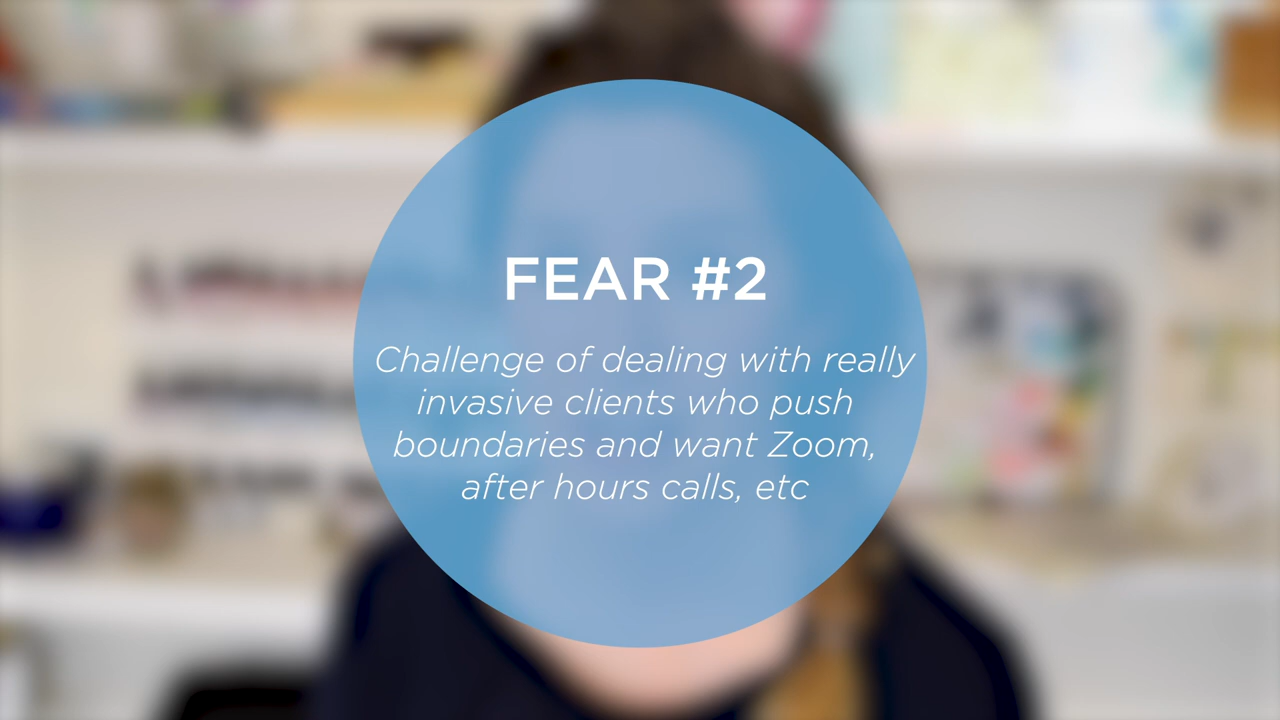 FEAR #2
Challenge of dealing with really
invasive clients who push
boundaries and want Zoom,
after hours calls, etc